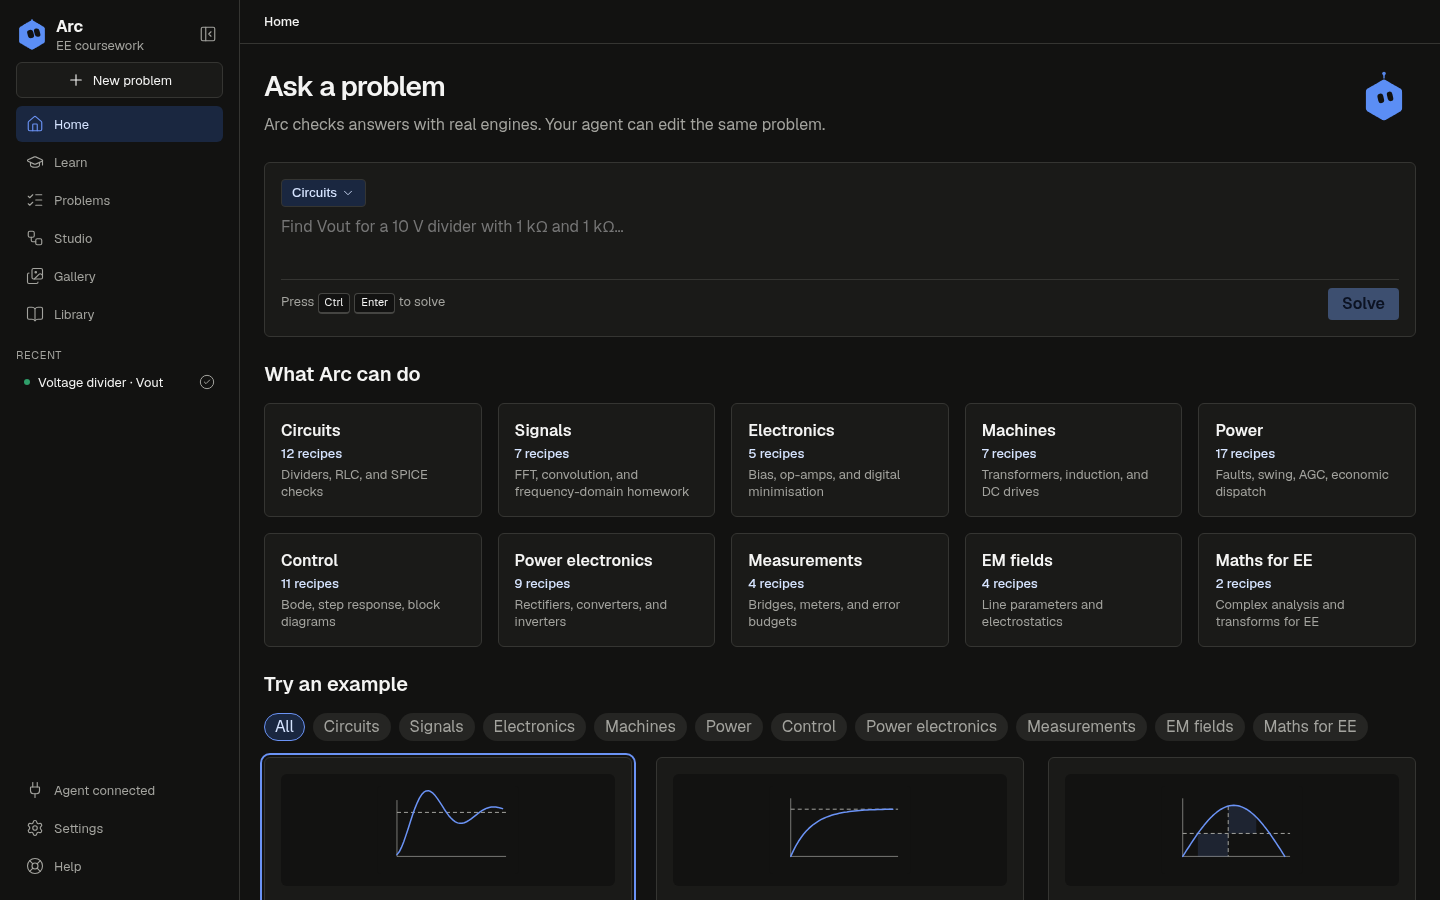 Arc
EE coursework
New problem
Home
Learn
Problems
Studio
Gallery
Library
RECENT
Voltage divider · Vout
Agent connected
Settings
Help
Home
Ask a problem
Arc checks answers with real engines. Your agent can edit the same problem.
Circuits
Find Vout for a 10 V divider with 1 kΩ and 1 kΩ…
Press Ctrl Enter to solve
Solve
What Arc can do
Circuits
12 recipes
Dividers, RLC, and SPICE
checks
Signals
7 recipes
FFT, convolution, and
frequency-domain homework
Electronics
5 recipes
Bias, op-amps, and digital
minimisation
Machines
7 recipes
Transformers, induction, and
DC drives
Power
17 recipes
Faults, swing, AGC, economic
dispatch
Control
11 recipes
Bode, step response, block
diagrams
Power electronics
9 recipes
Rectifiers, converters, and
inverters
Measurements
4 recipes
Bridges, meters, and error
budgets
EM fields
4 recipes
Line parameters and
electrostatics
Maths for EE
2 recipes
Complex analysis and
transforms for EE
Try an example
All Circuits Signals Electronics Machines Power Control Power electronics Measurements EM fields Maths for EE